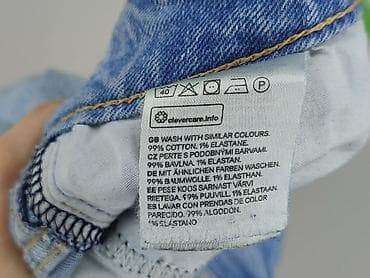 40 P
clevercare.info
GB WASH WITH SIMILAR COLOURS.
99% COTTON, 1% ELASTANE.
CZ PERTE S PODOBNÝMI BARVAMI.
99% BAVLNA. 1% ELASTAN.
DE MIT ÄHNLICHEN FARBEN WASCHEN.
99% BAUMWOLLE. 1% ELASTHAN.
EE PESE KOOS SARNAST VÄRVI
RIETEGA. 99% PUUVILL, 1% ELASTAAN.
ES LAVAR CON PRENDAS DE COLOR
PARECIDO. 99% ALGODÓN.
1% ELASTANO